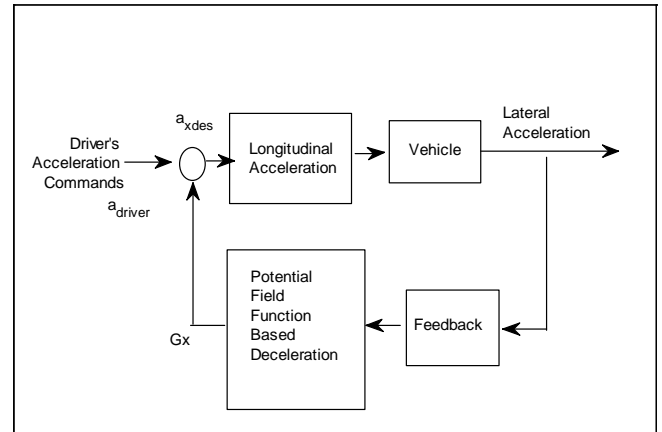 Driver's
Acceleration
Commands
a_driver
a_xdes
Longitudinal
Acceleration
Vehicle
Lateral
Acceleration
Gx
Potential
Field
Function
Based
Deceleration
Feedback